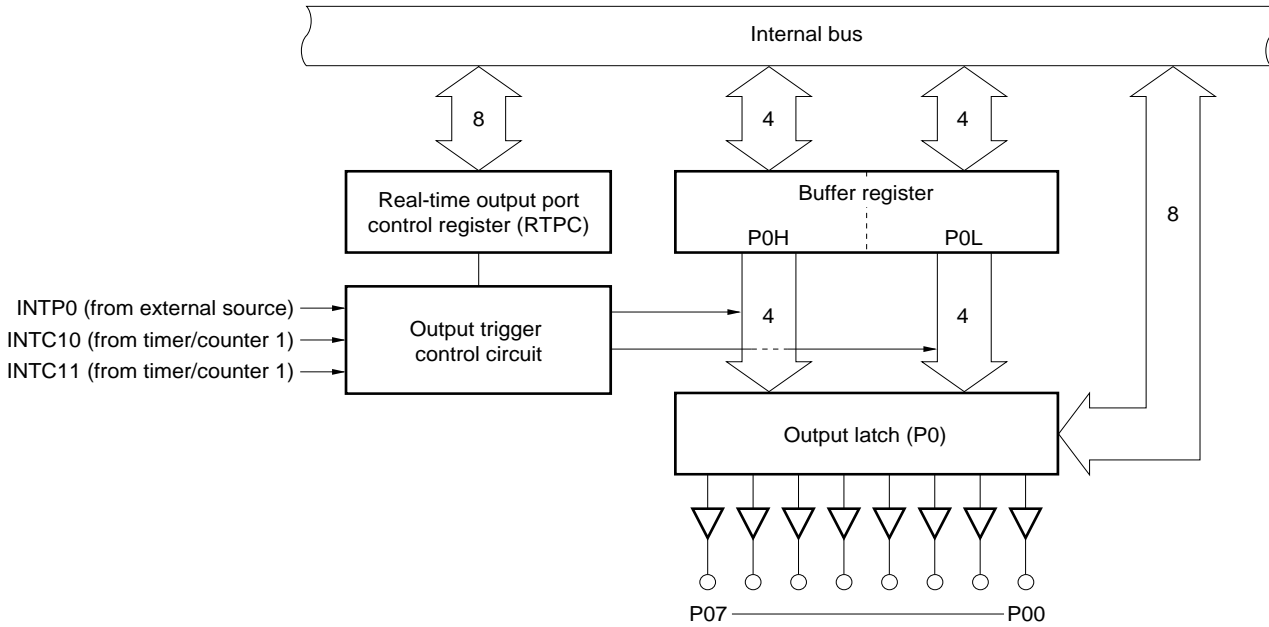 Internal bus
8
4
4
8
Real-time output port
control register (RTPC)
Buffer register
P0H
P0L
INTP0 (from external source)
INTC10 (from timer/counter 1)
INTC11 (from timer/counter 1)
Output trigger
control circuit
4
4
Output latch (P0)
P07
P00